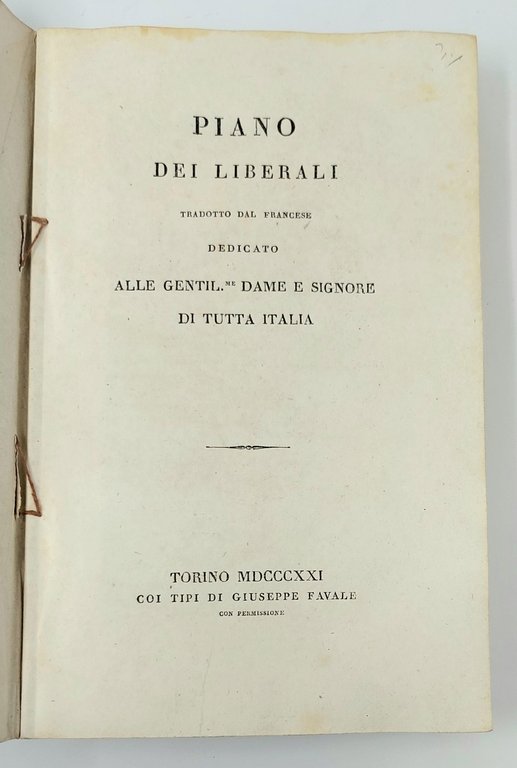 PIANO
DEI LIBERALI
TRADOTTO DAL FRANCESE
DEDICATO
ALLE GENTIL.ME DAME E SIGNORE
DI TUTTA ITALIA
TORINO MDCCCXXI
COI TIPI DI GIUSEPPE FAVALE
CON PERMISSIONE